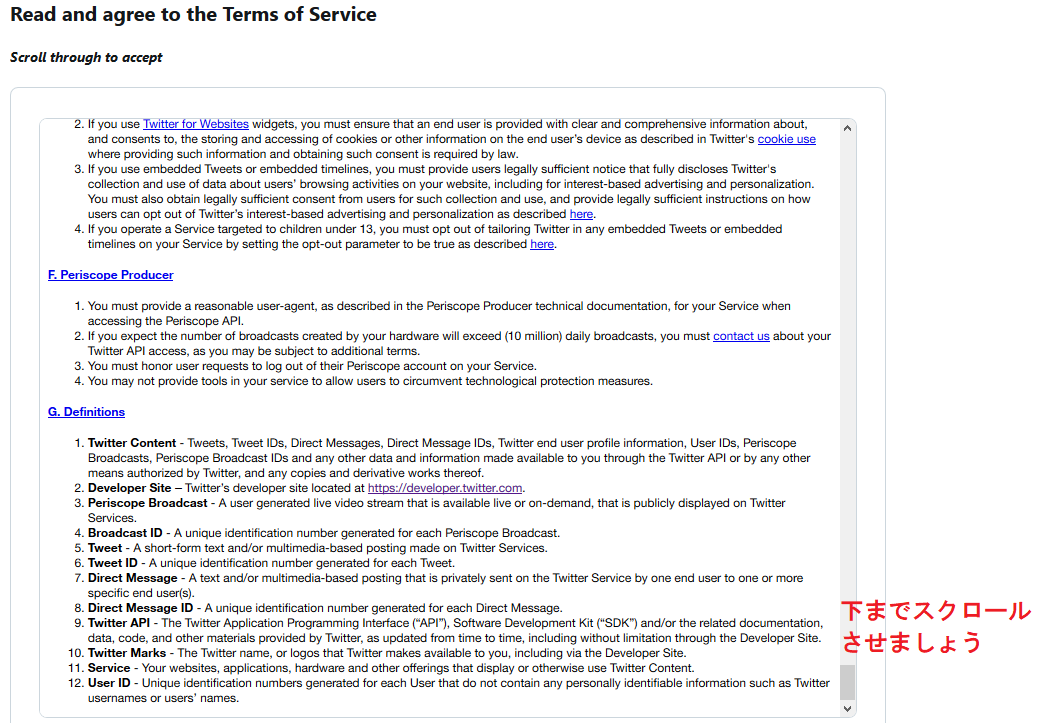 Read and agree to the Terms of Service
Scroll through to accept
2. If you use Twitter for Websites widgets, you must ensure that an end user is provided with clear and comprehensive information about,
and consents to, the storing and accessing of cookies or other information on the end user’s device as described in Twitter's cookie use
where providing such information and obtaining such consent is required by law.
3. If you use embedded Tweets or embedded timelines, you must provide users legally sufficient notice that fully discloses Twitter's
collection and use of data about users’ browsing activities on your website, including for interest-based advertising and personalization.
You must also obtain legally sufficient consent from users for such collection and use, and provide legally sufficient instructions on how
users can opt out of Twitter’s interest-based advertising and personalization as described here.
4. If you operate a Service targeted to children under 13, you must opt out of tailoring Twitter in any embedded Tweets or embedded
timelines on your Service by setting the opt-out parameter to be true as described here.
F. Periscope Producer
1. You must provide a reasonable user-agent, as described in the Periscope Producer technical documentation, for your Service when
accessing the Periscope API.
2. If you expect the number of broadcasts created by your hardware will exceed (10 million) daily broadcasts, you must contact us about your
Twitter API access, as you may be subject to additional terms.
3. You must honor user requests to log out of their Periscope account on your Service.
4. You may not provide tools in your service to allow users to circumvent technological protection measures.
G. Definitions
1. Twitter Content - Tweets, Tweet IDs, Direct Messages, Direct Message IDs, Twitter end user profile information, User IDs, Periscope
Broadcasts, Periscope Broadcast IDs and any other data and information made available to you through the Twitter API or by any other
means authorized by Twitter, and any copies and derivative works thereof.
2. Developer Site – Twitter’s developer site located at https://developer.twitter.com.
3. Periscope Broadcast - A user generated live video stream that is available live or on-demand, that is publicly displayed on Twitter
Services.
4. Broadcast ID - A unique identification number generated for each Periscope Broadcast.
5. Tweet - A short-form text and/or multimedia-based posting made on Twitter Services.
6. Tweet ID - A unique identification number generated for each Tweet.
7. Direct Message - A text and/or multimedia-based posting that is privately sent on the Twitter Service by one end user to one or more
specific end user(s).
8. Direct Message ID - A unique identification number generated for each Direct Message.
9. Twitter API - The Twitter Application Programming Interface (“API”), Software Development Kit (“SDK”) and/or the related documentation,
data, code, and other materials provided by Twitter, as updated from time to time, including without limitation through the Developer Site.
10. Twitter Marks - The Twitter name, or logos that Twitter makes available to you, including via the Developer Site.
11. Service - Your websites, applications, hardware and other offerings that display or otherwise use Twitter Content.
12. User ID - Unique identification numbers generated for each User that do not contain any personally identifiable information such as Twitter
usernames or users’ names.
下までスクロール
させましょう